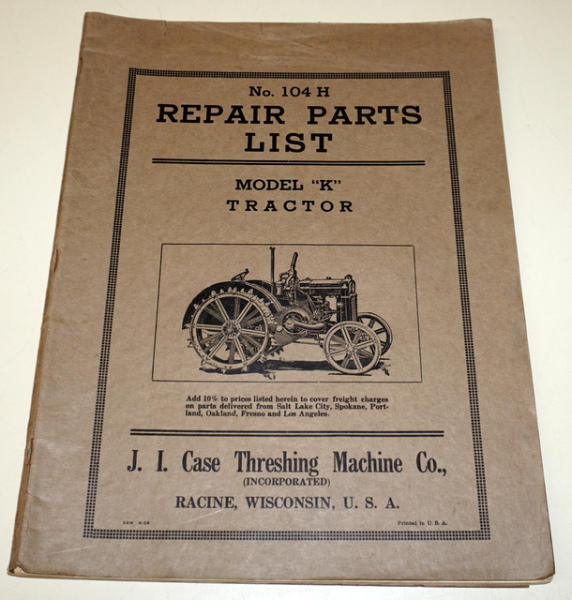 No. 104 H
REPAIR PARTS
LIST
MODEL "K"
TRACTOR
Add 10% to prices listed herein to cover freight charges
on parts delivered from Salt Lake City, Spokane, Port-
land, Oakland, Fresno and Los Angeles.
J. I. Case Threshing Machine Co.,
(INCORPORATED)
RACINE, WISCONSIN, U. S. A.
Printed in U. S. A.